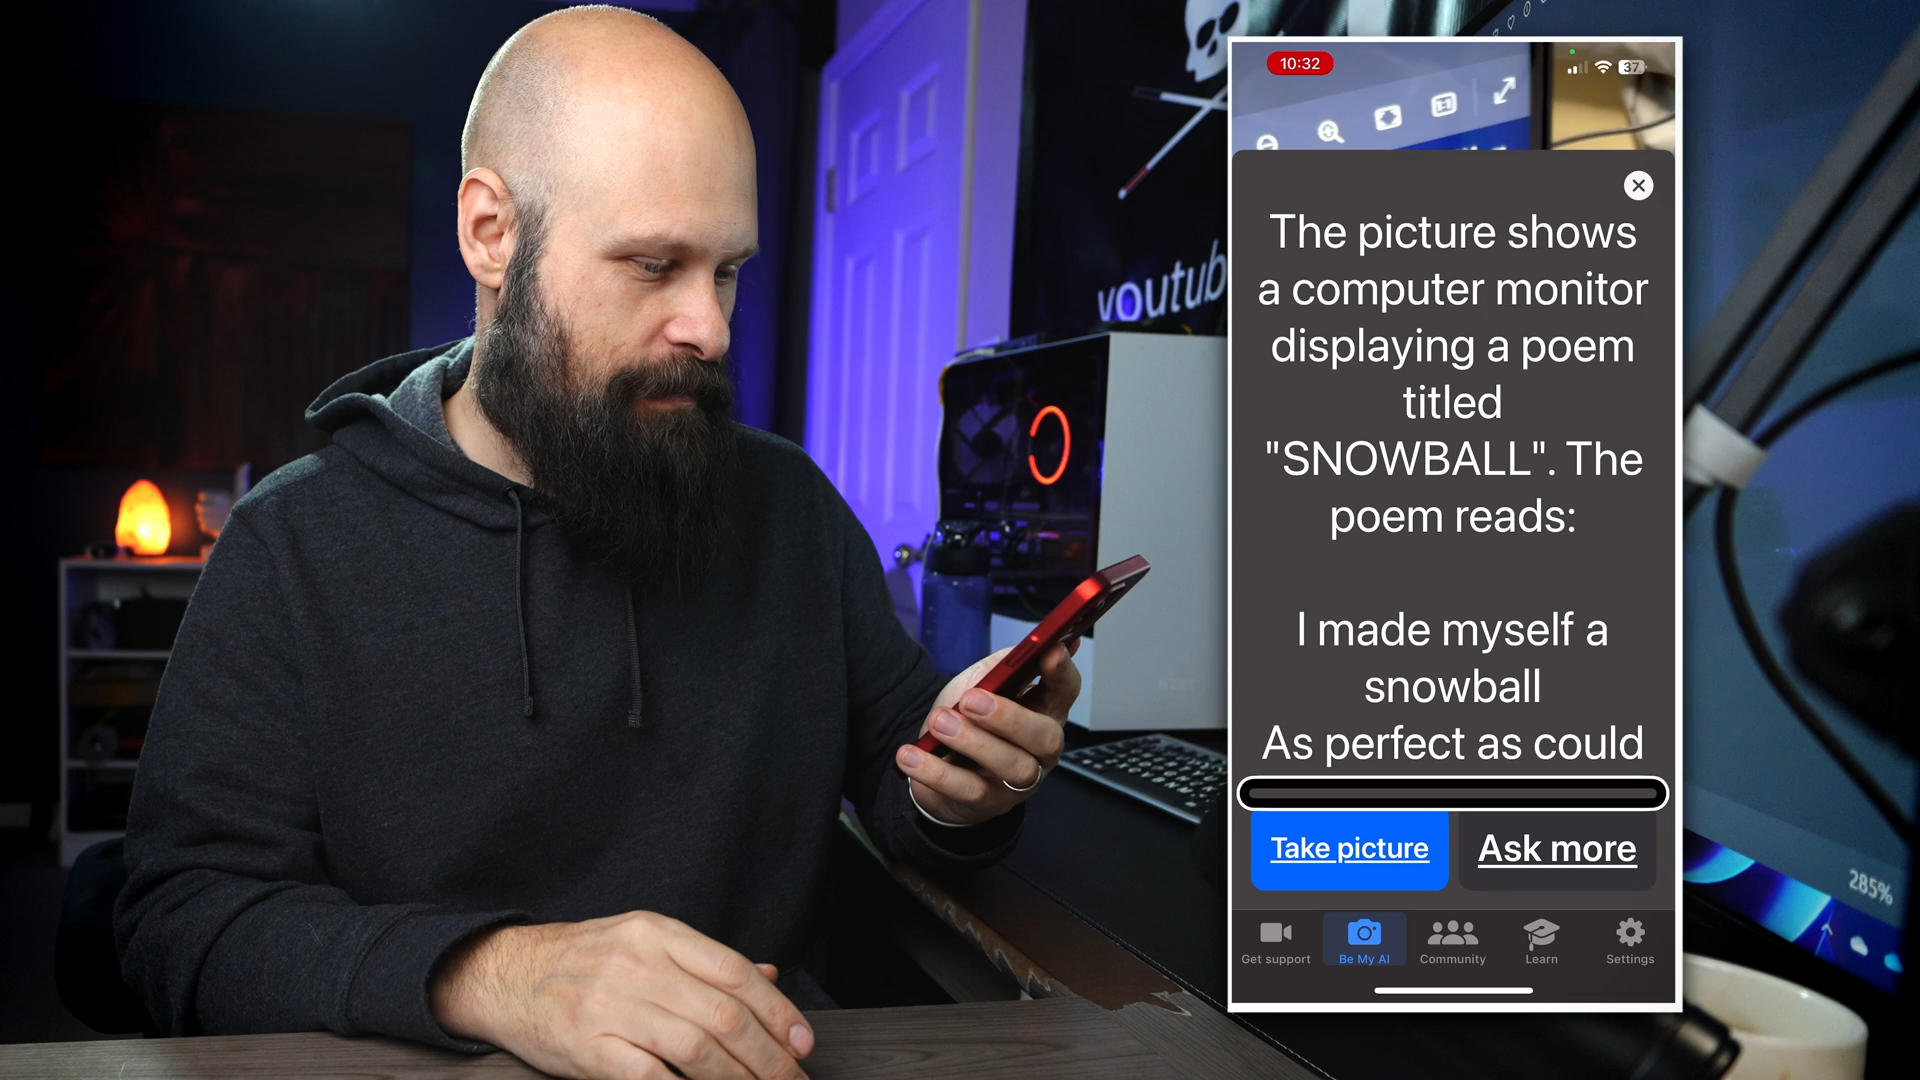 youtub
10:32
37
The picture shows
a computer monitor
displaying a poem
titled
"SNOWBALL". The
poem reads:
I made myself a
snowball
As perfect as could
Take picture
Ask more
Get support
Be My AI
Community
Learn
Settings
285%